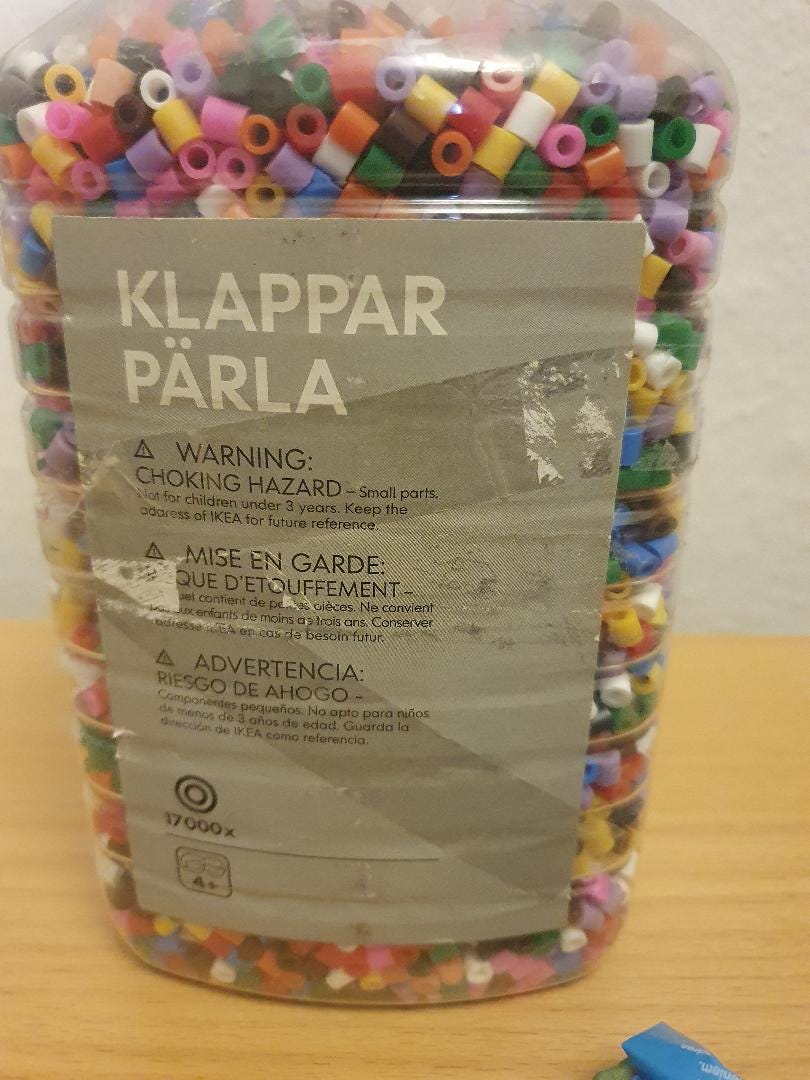 KLAPPAR
PÄRLA
WARNING:
CHOKING HAZARD – Small parts.
Not for children under 3 years. Keep the
address of IKEA for future reference.
MISE EN GARDE:
D'ETOUFFEMENT –
contient de petites pièces. Ne convient
aux enfants de moins de trois ans. Conserver
adresse IKEA en cas de besoin futur.
ADVERTENCIA:
RIESGO DE AHOGO –
Componentes pequeños. No apto para niños
de menos de 3 años de edad. Guarda la
dirección de IKEA como referencia.
17000x
4+